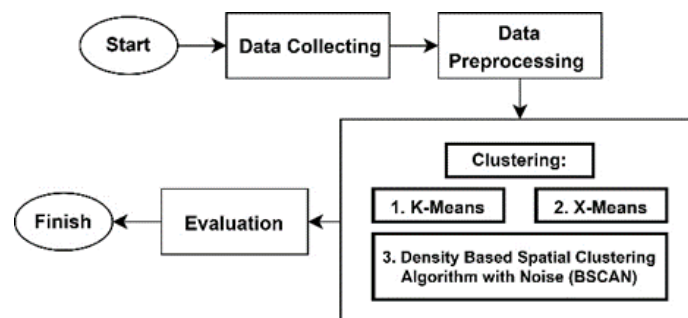 Start
Data Collecting
Data
Preprocessing
Clustering:
1. K-Means
2. X-Means
3. Density Based Spatial Clustering
Algorithm with Noise (BSCAN)
Evaluation
Finish